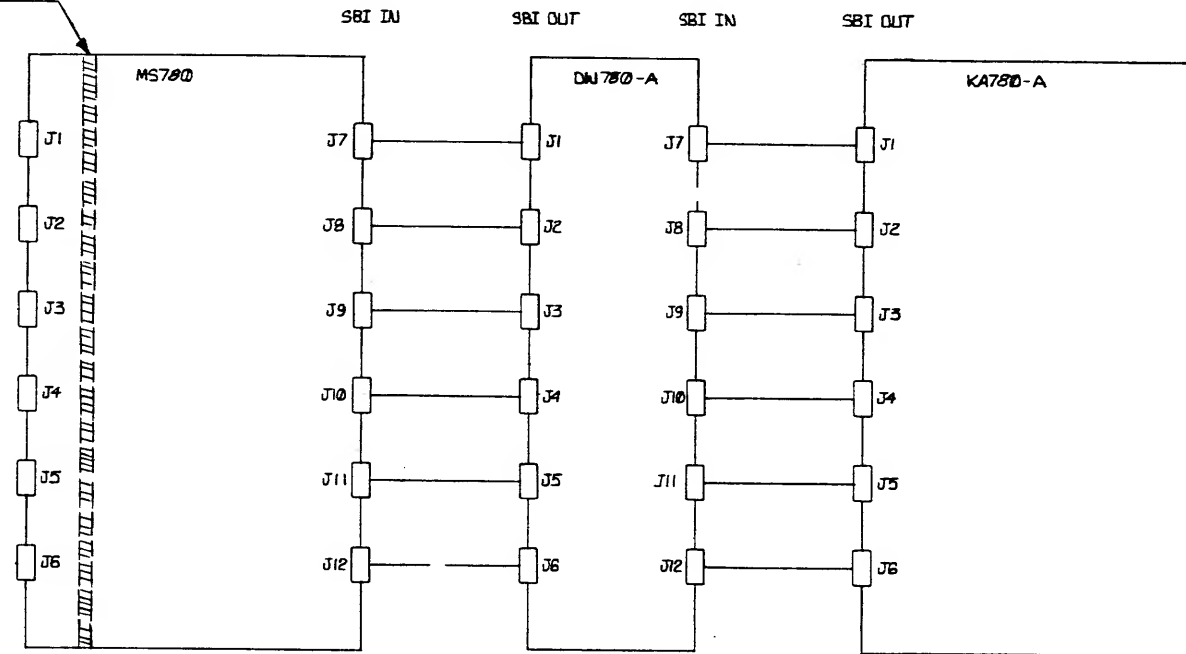 SBI IN SBI OUT SBI IN SBI OUT
MS780 DW780-A KA780-A
J1 J7 J1 J7 J1
J2 J8 J2 J8 J2
J3 J9 J3 J9 J3
J4 J10 J4 J10 J4
J5 J11 J5 J11 J5
J6 J12 J6 J12 J6